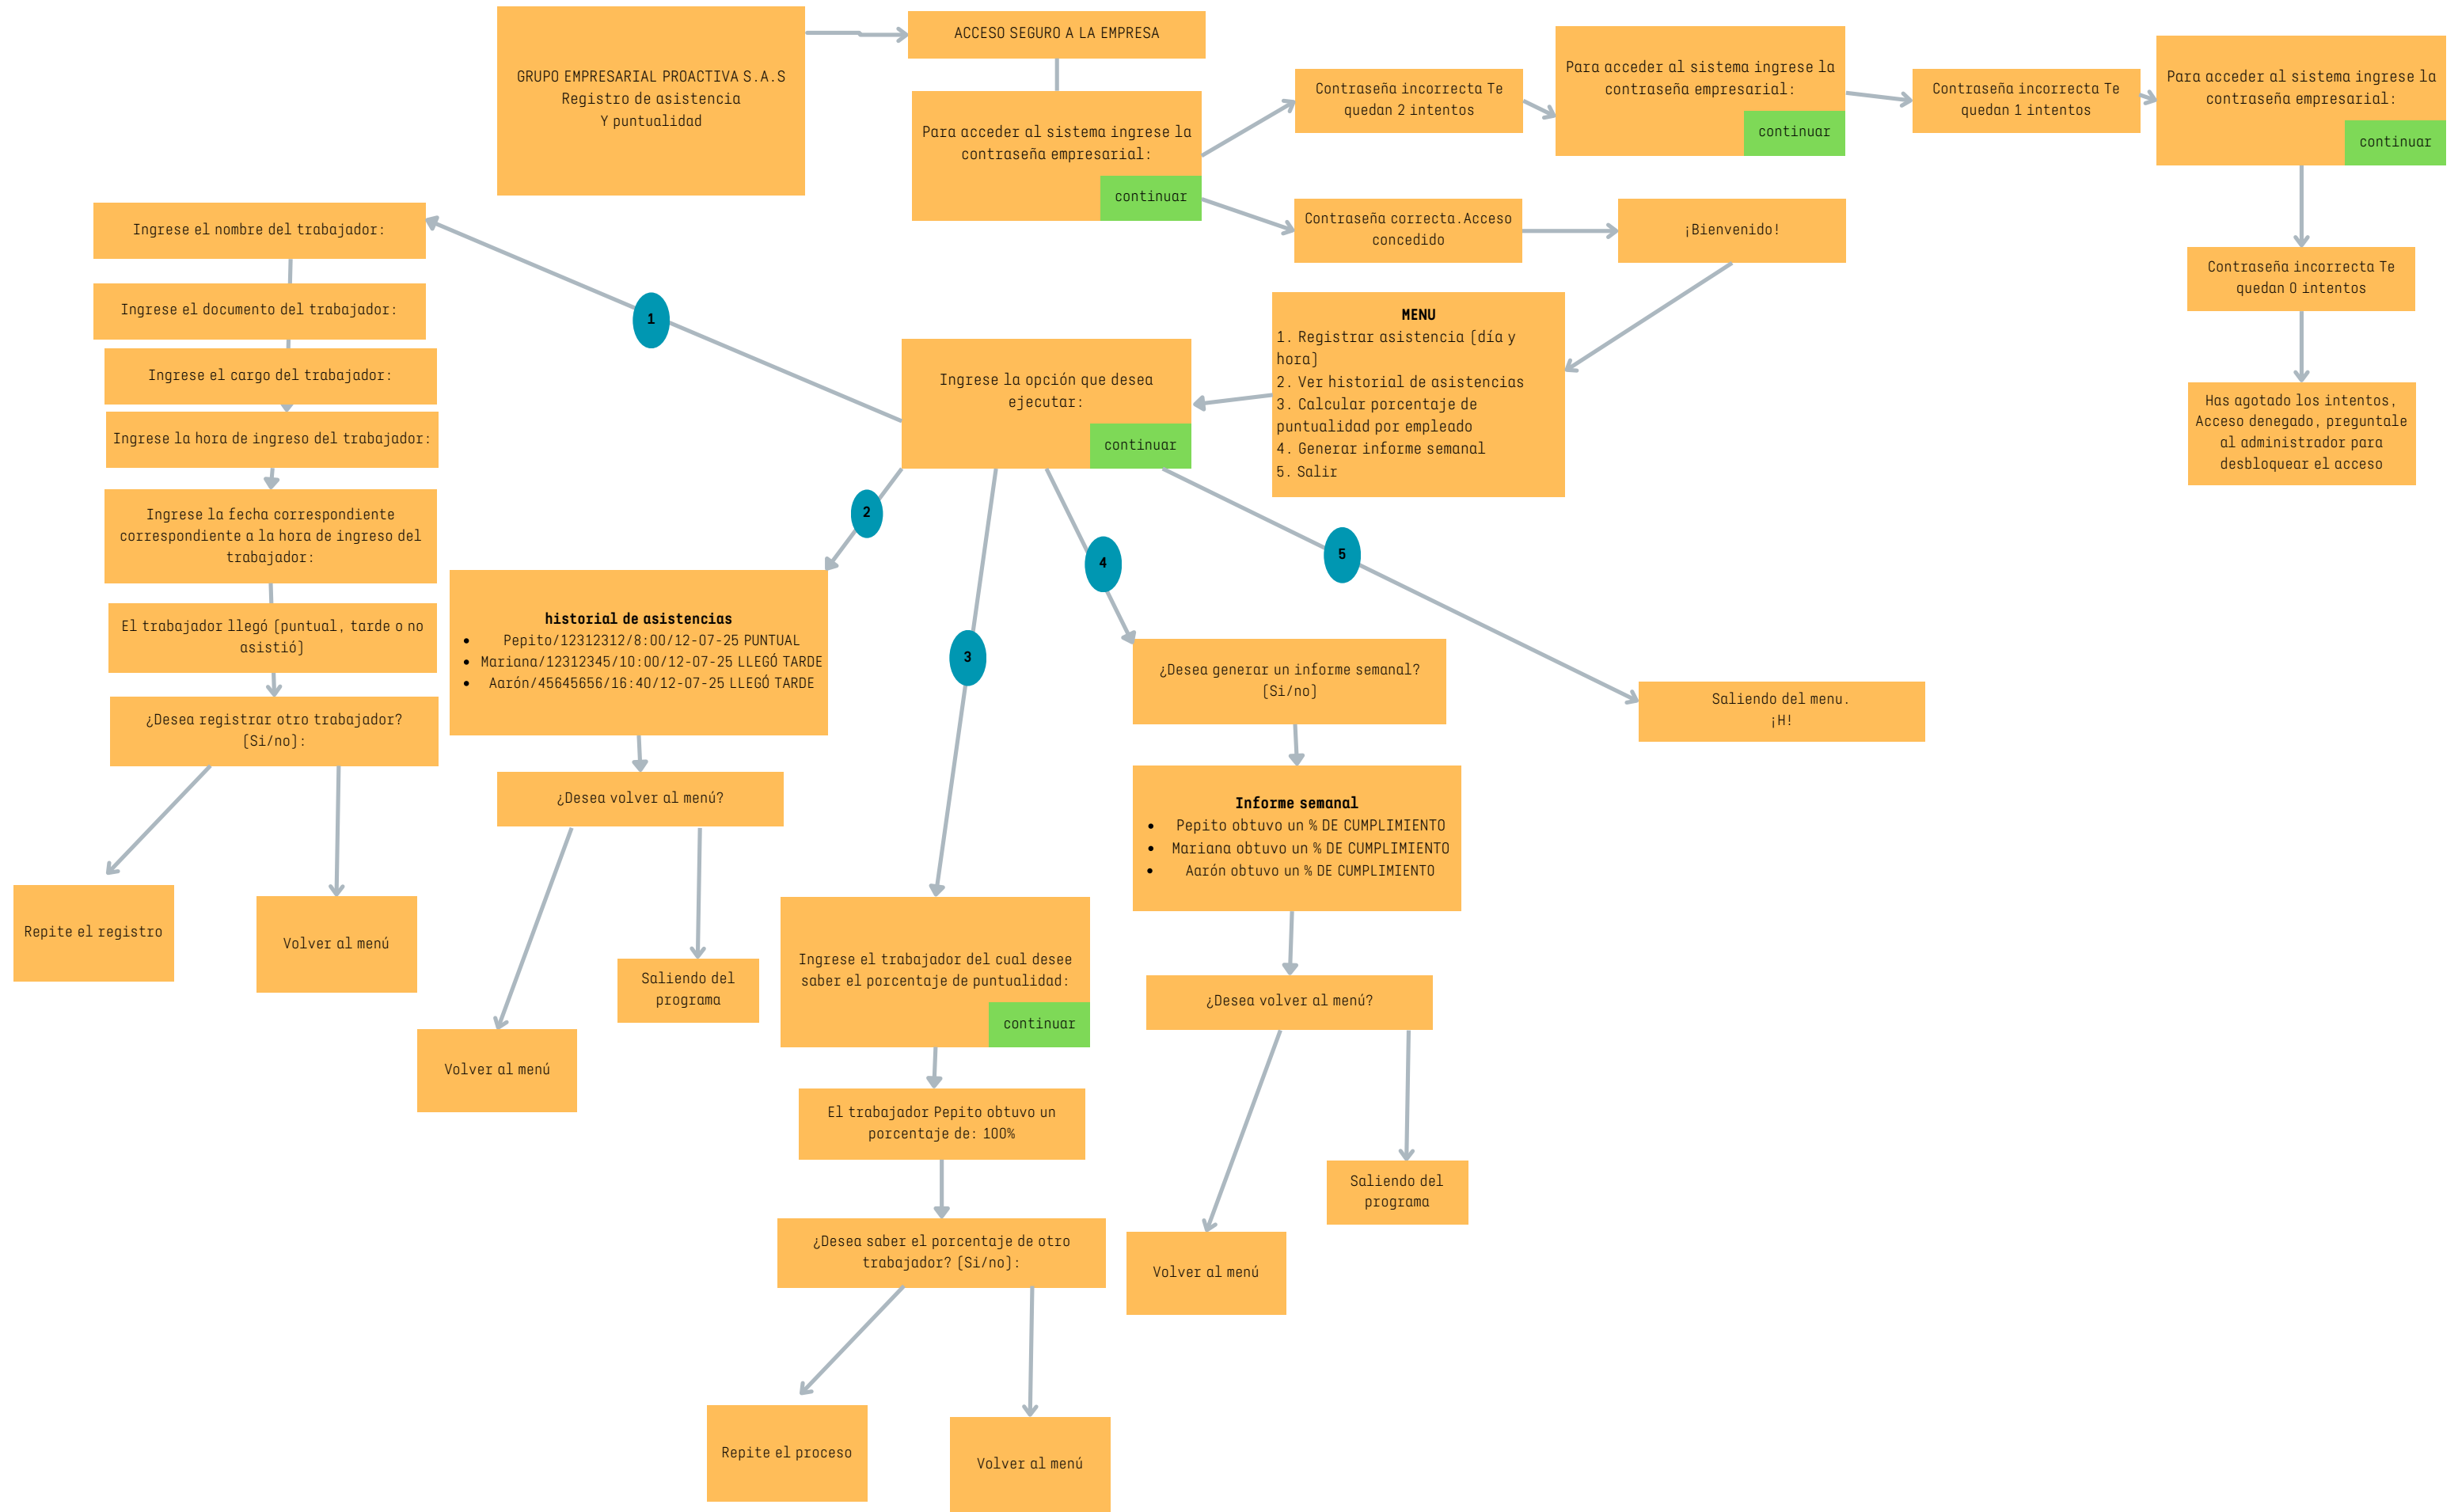 GRUPO EMPRESARIAL PROACTIVA S.A.S
Registro de asistencia
Y puntualidad
ACCESO SEGURO A LA EMPRESA
Para acceder al sistema ingrese la
contraseña empresarial:
continuar
Contraseña incorrecta Te
quedan 2 intentos
Para acceder al sistema ingrese la
contraseña empresarial:
continuar
Contraseña incorrecta Te
quedan 1 intentos
Para acceder al sistema ingrese la
contraseña empresarial:
continuar
Contraseña incorrecta Te
quedan 0 intentos
Has agotado los intentos,
Acceso denegado, preguntale
al administrador para
desbloquear el acceso
Contraseña correcta.Acceso
concedido
¡Bienvenido!
MENU
1. Registrar asistencia (día y
hora)
2. Ver historial de asistencias
3. Calcular porcentaje de
puntualidad por empleado
4. Generar informe semanal
5. Salir
Ingrese la opción que desea
ejecutar:
continuar
1
Ingrese el nombre del trabajador:
Ingrese el documento del trabajador:
Ingrese el cargo del trabajador:
Ingrese la hora de ingreso del trabajador:
Ingrese la fecha correspondiente
correspondiente a la hora de ingreso del
trabajador:
El trabajador llegó (puntual, tarde o no
asistió)
¿Desea registrar otro trabajador?
(Si/no):
Repite el registro
Volver al menú
2
historial de asistencias
• Pepito/12312312/8:00/12-07-25 PUNTUAL
• Mariana/12312345/10:00/12-07-25 LLEGÓ TARDE
• Aarón/45645656/16:40/12-07-25 LLEGÓ TARDE
¿Desea volver al menú?
Volver al menú
Saliendo del
programa
3
Ingrese el trabajador del cual desee
saber el porcentaje de puntualidad:
continuar
El trabajador Pepito obtuvo un
porcentaje de: 100%
¿Desea saber el porcentaje de otro
trabajador? (Si/no):
Repite el proceso
Volver al menú
4
¿Desea generar un informe semanal?
(Si/no)
Informe semanal
• Pepito obtuvo un % DE CUMPLIMIENTO
• Mariana obtuvo un % DE CUMPLIMIENTO
• Aarón obtuvo un % DE CUMPLIMIENTO
¿Desea volver al menú?
Volver al menú
Saliendo del
programa
5
Saliendo del menu.
¡H!